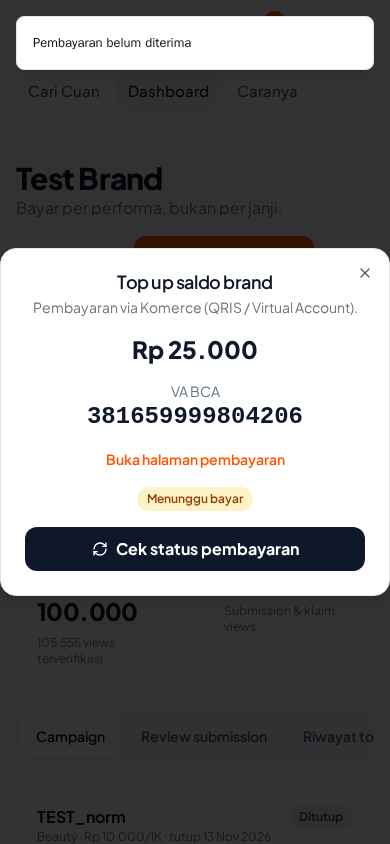 Pembayaran belum diterima
Cari Cuan Dashboard Caranya
Test Brand
Bayar per performa, bukan per janji.
Top up saldo brand
Pembayaran via Komerce (QRIS / Virtual Account).
Rp 25.000
VA BCA
381659999804206
Buka halaman pembayaran
Menunggu bayar
Cek status pembayaran
100.000
105.555 views
terverifikasi
Submission & klaim
views
Campaign Review submission Riwayat to
TEST_norm Ditutup
Beauty · Rp 10.000/1K · tutup 13 Nov 2026